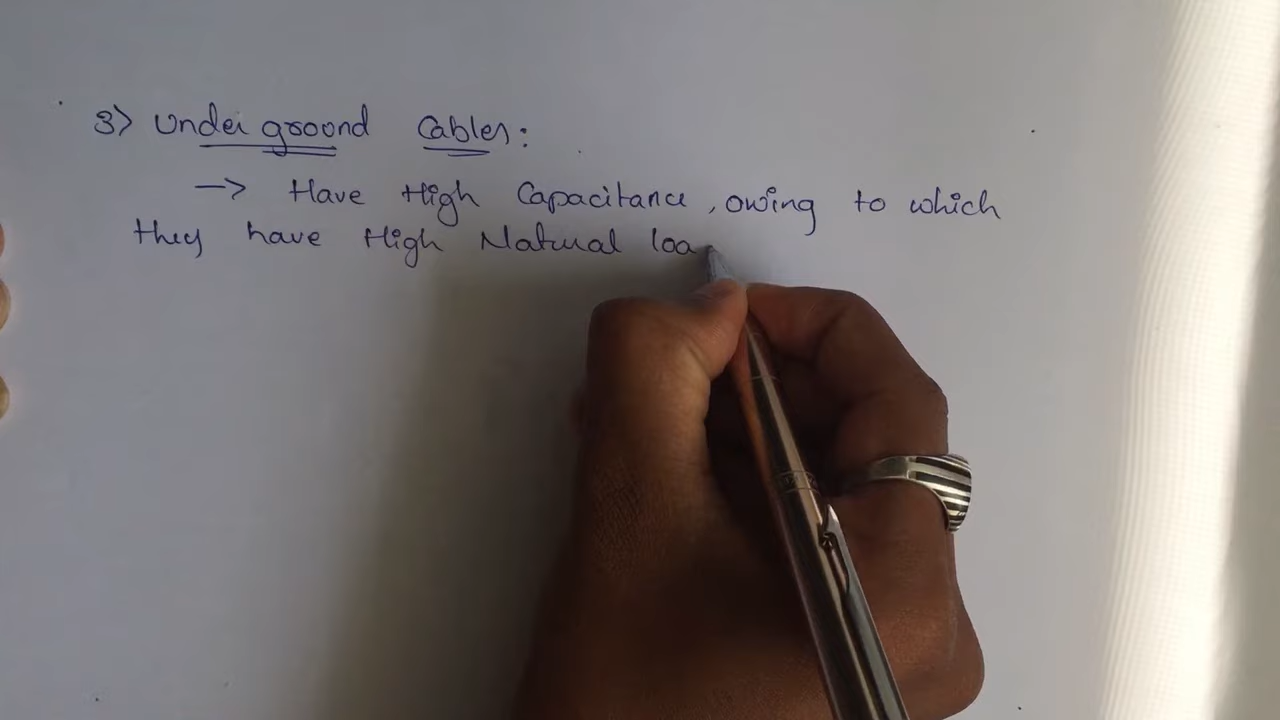 3) Underground Cables:
→ Have High Capacitance, owing to which
they have High Natural loa